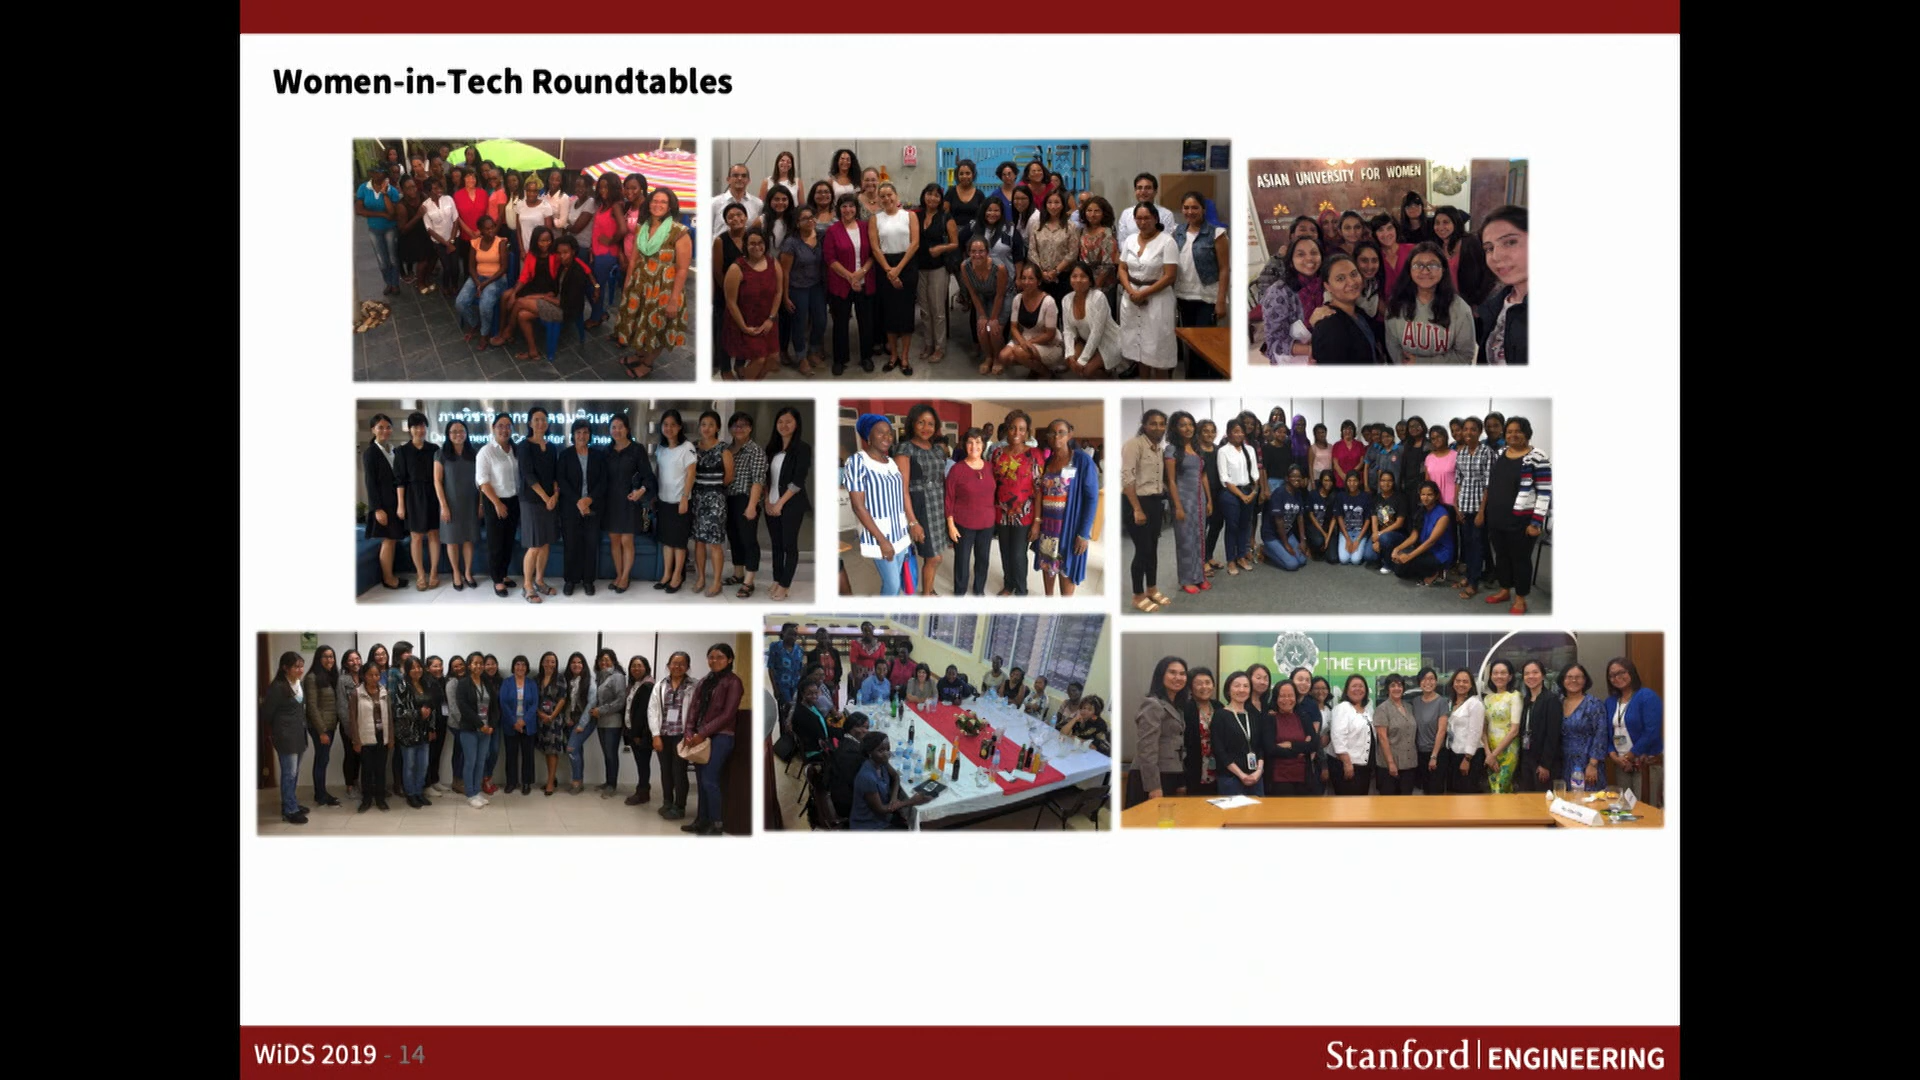 Women-in-Tech Roundtables
ASIAN UNIVERSITY FOR WOMEN
AUW
THE FUTURE
WiDS 2019 - 14
Stanford | ENGINEERING